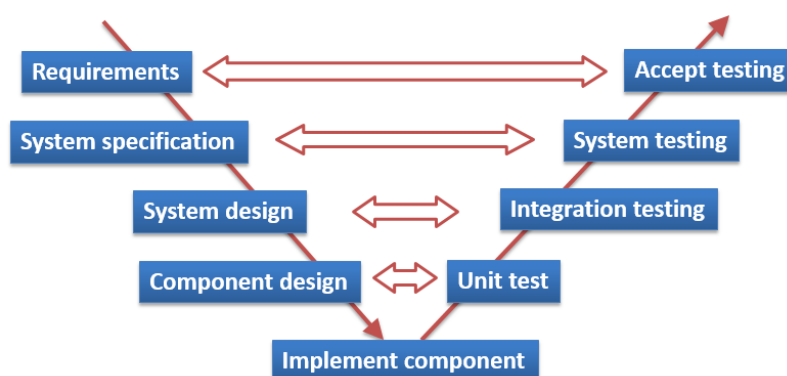 Requirements
Accept testing
System specification
System testing
System design
Integration testing
Component design
Unit test
Implement component